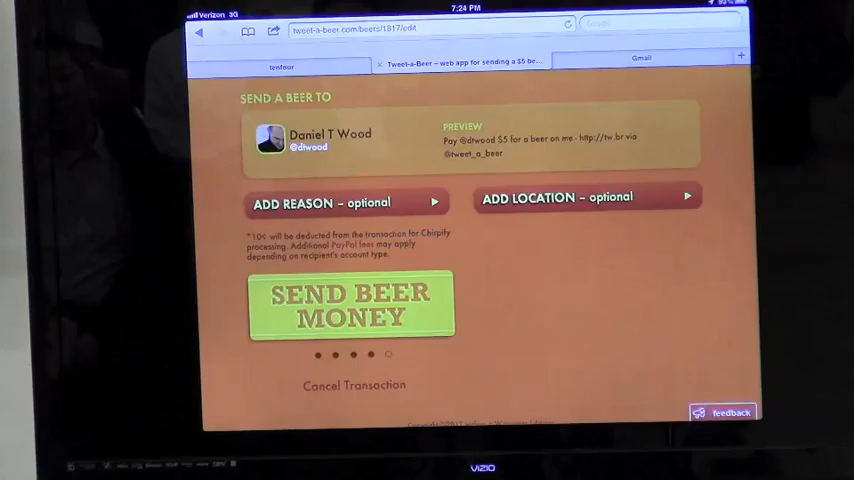 Verizon 3G
7:24 PM
tweet-a-beer.com/beers/1817/edit
Google
tenfour
× Tweet-a-Beer – web app for sending a $5 be...
Gmail
+
SEND A BEER TO
Daniel T Wood
@dtwood
PREVIEW
Pay @dtwood $5 for a beer on me - http://tw.br via
@tweet_a_beer
ADD REASON – optional
ADD LOCATION – optional
*10¢ will be deducted from the transaction for Chirpify
processing. Additional PayPal fees may apply
depending on recipient's account type.
SEND BEER
MONEY
Cancel Transaction
feedback
VIZIO